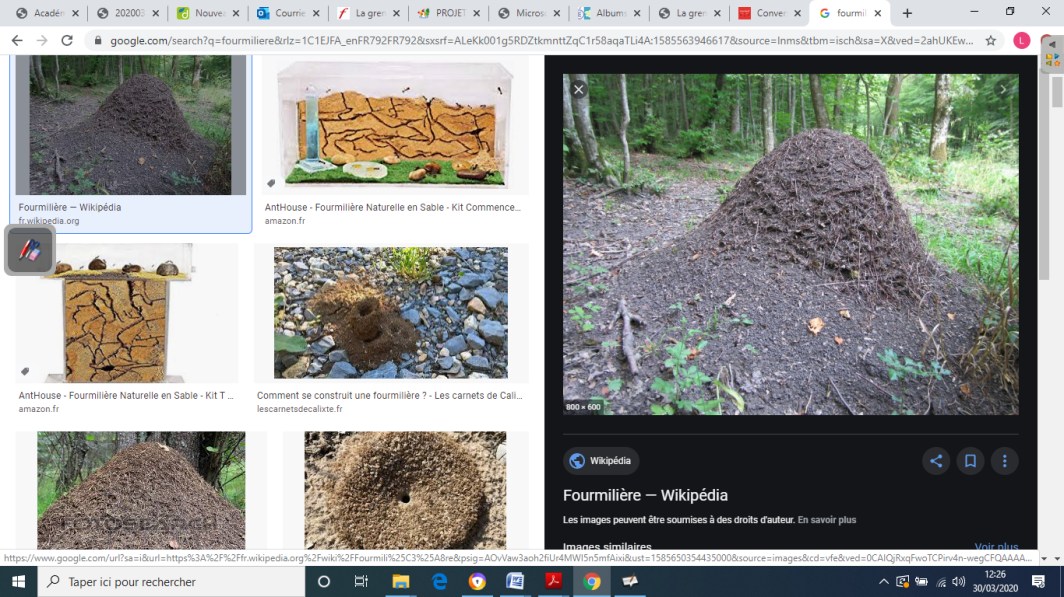 Académ
202003
Nouvea
Courrie
La gren
PROJET
Microso
Albums
La gren
Conver
fourmil
google.com/search?q=fourmiliere&rlz=1C1EJFA_enFR792FR792&sxsrf=ALeKk001g5RDZtkmnttZqC1r58aqaTLi4A:1585563946617&source=lnms&tbm=isch&sa=X&ved=2ahUKEw...
L
Fourmilière — Wikipédia
fr.wikipedia.org
AntHouse - Fourmilière Naturelle en Sable - Kit Commence...
amazon.fr
AntHouse - Fourmilière Naturelle en Sable - Kit T ...
amazon.fr
Comment se construit une fourmilière ? - Les carnets de Cali...
lescarnetsdecalixte.fr
800 × 600
Wikipédia
Fourmilière — Wikipédia
Les images peuvent être soumises à des droits d'auteur. En savoir plus
Images similaires
Voir plus
Taper ici pour rechercher
12:26
30/03/2020